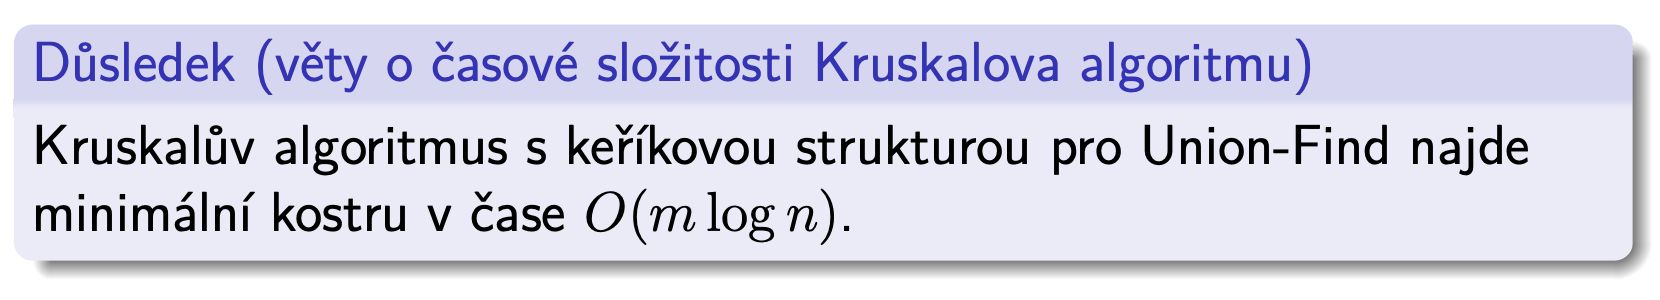 Důsledek (věty o časové složitosti Kruskalova algoritmu)
Kruskalův algoritmus s keříkovou strukturou pro Union-Find najde
minimální kostru v čase O(m log n).